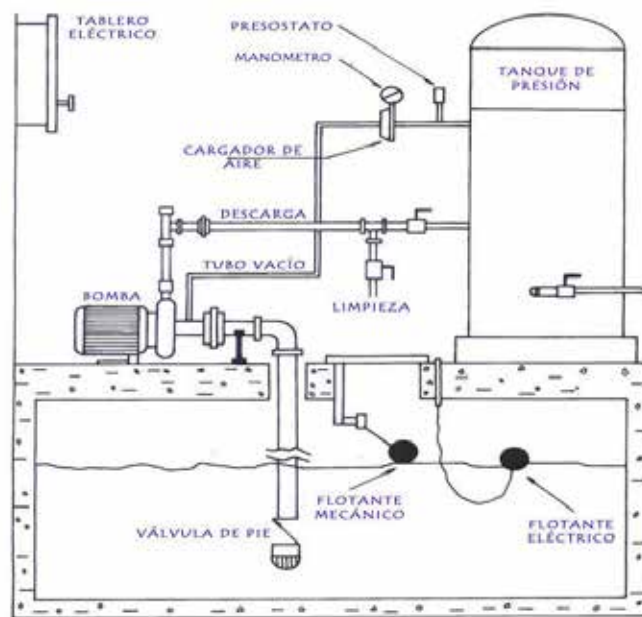 TABLERO
ELÉCTRICO
PRESOSTATO
MANOMETRO
TANQUE DE
PRESIÓN
CARGADOR DE
AIRE
DESCARGA
TUBO VACÍO
BOMBA
LIMPIEZA
FLOTANTE
MECÁNICO
FLOTANTE
ELÉCTRICO
VÁLVULA DE PIE